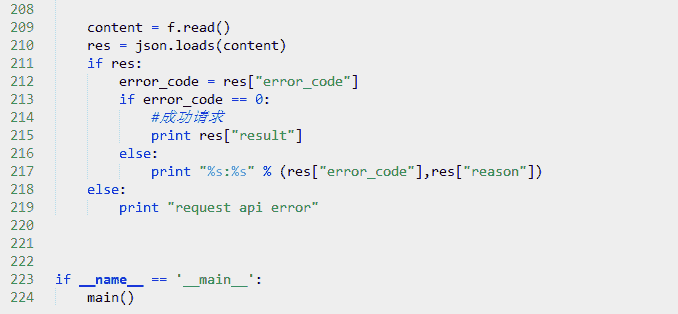 208
209 content = f.read()
210 res = json.loads(content)
211 if res:
212 error_code = res["error_code"]
213 if error_code == 0:
214 #成功请求
215 print res["result"]
216 else:
217 print "%s:%s" % (res["error_code"],res["reason"])
218 else:
219 print "request api error"
220
221
222
223 if __name__ == '__main__':
224 main()